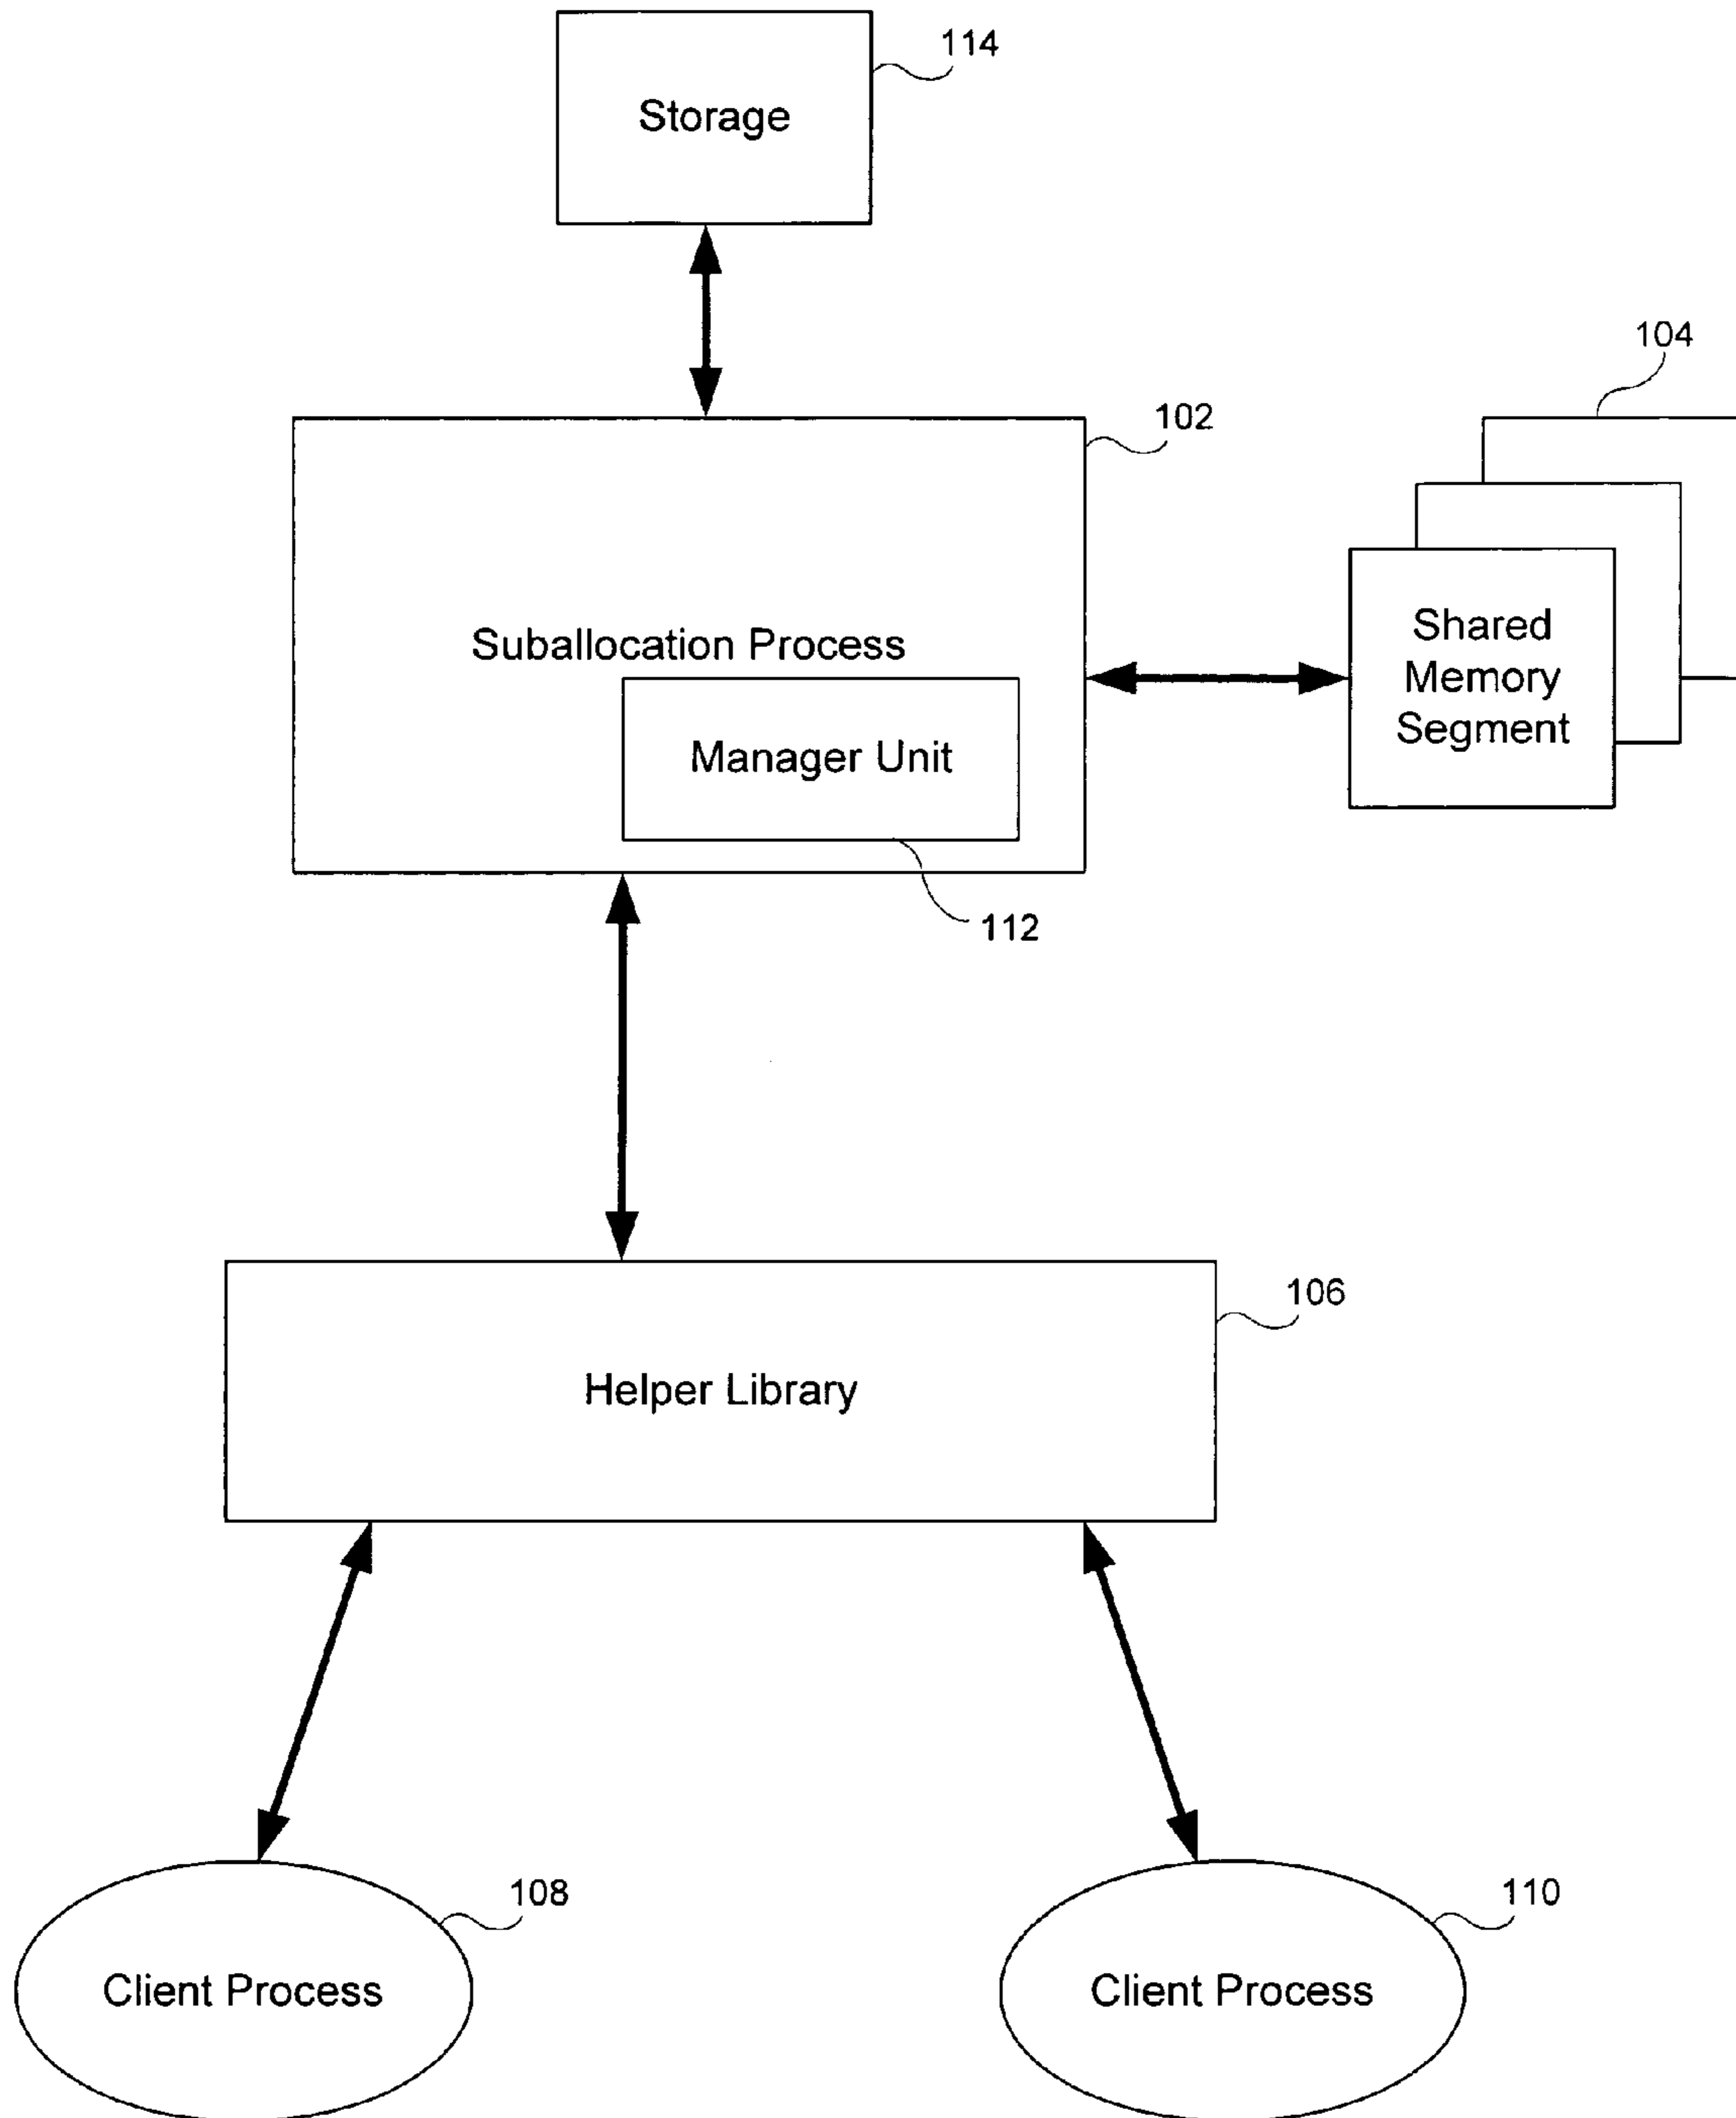 114
Storage
104
102
Shared
Memory
Segment
Suballocation Process
Manager Unit
112
106
Helper Library
108
110
Client Process
Client Process